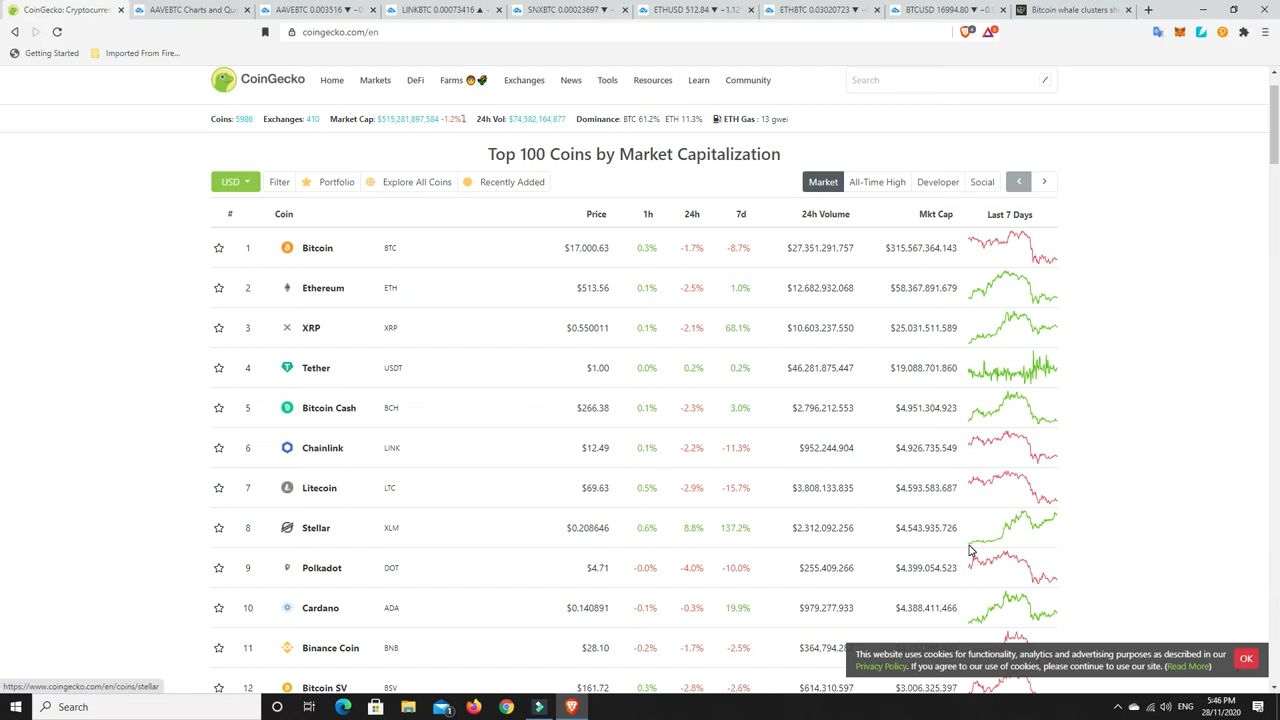 CoinGecko: Cryptocurrenc
AAVEBTC Charts and Quo
AAVEBTC 0.003516 ▼ −0
LINKBTC 0.00073416 ▲ +
SNXBTC 0.00023697 ▼
ETHUSD 512.84 ▼ −1.12
ETHBTC 0.03020723 ▼
BTCUSD 16994.80 ▼ −0.
Bitcoin whale clusters sh
coingecko.com/en
Getting Started
Imported From Fire...
CoinGecko
Home
Markets
DeFi
Farms
Exchanges
News
Tools
Resources
Learn
Community
Search
/
Coins: 5986 Exchanges: 410 Market Cap: $515,281,897,584 -1.2% 24h Vol: $74,582,164,877 Dominance: BTC 61.2% ETH 11.3% ETH Gas: 13 gwei
Top 100 Coins by Market Capitalization
USD
Filter
Portfolio
Explore All Coins
Recently Added
Market
All-Time High
Developer
Social
# Coin Price 1h 24h 7d 24h Volume Mkt Cap Last 7 Days
1 Bitcoin BTC $17,000.63 0.3% -1.7% -8.7% $27,351,291,757 $315,567,364,143
2 Ethereum ETH $513.56 0.1% -2.5% 1.0% $12,682,932,068 $58,367,891,679
3 XRP XRP $0.550011 0.1% -2.1% 68.1% $10,603,237,550 $25,031,511,589
4 Tether USDT $1.00 0.0% 0.2% 0.2% $46,281,875,447 $19,088,701,860
5 Bitcoin Cash BCH $266.38 0.1% -2.3% 3.0% $2,796,212,553 $4,951,304,923
6 Chainlink LINK $12.49 0.1% -2.2% -11.3% $952,244,904 $4,926,735,549
7 Litecoin LTC $69.63 0.5% -2.9% -15.7% $3,808,133,835 $4,593,583,687
8 Stellar XLM $0.208646 0.6% 8.8% 137.2% $2,312,092,256 $4,543,935,726
9 Polkadot DOT $4.71 -0.0% -4.0% -10.0% $255,409,266 $4,399,054,523
10 Cardano ADA $0.140891 -0.1% -0.3% 19.9% $979,277,933 $4,388,411,466
11 Binance Coin BNB $28.10 -0.2% -1.7% -2.5% $364,794,28
12 Bitcoin SV BSV $161.72 0.3% -2.8% -2.6% $614,310,597 $3,006,325,397
This website uses cookies for functionality, analytics and advertising purposes as described in our
Privacy Policy. If you agree to our use of cookies, please continue to use our site. (Read More)
OK
https://www.coingecko.com/en/coins/stellar
Search
ENG
5:46 PM
28/11/2020